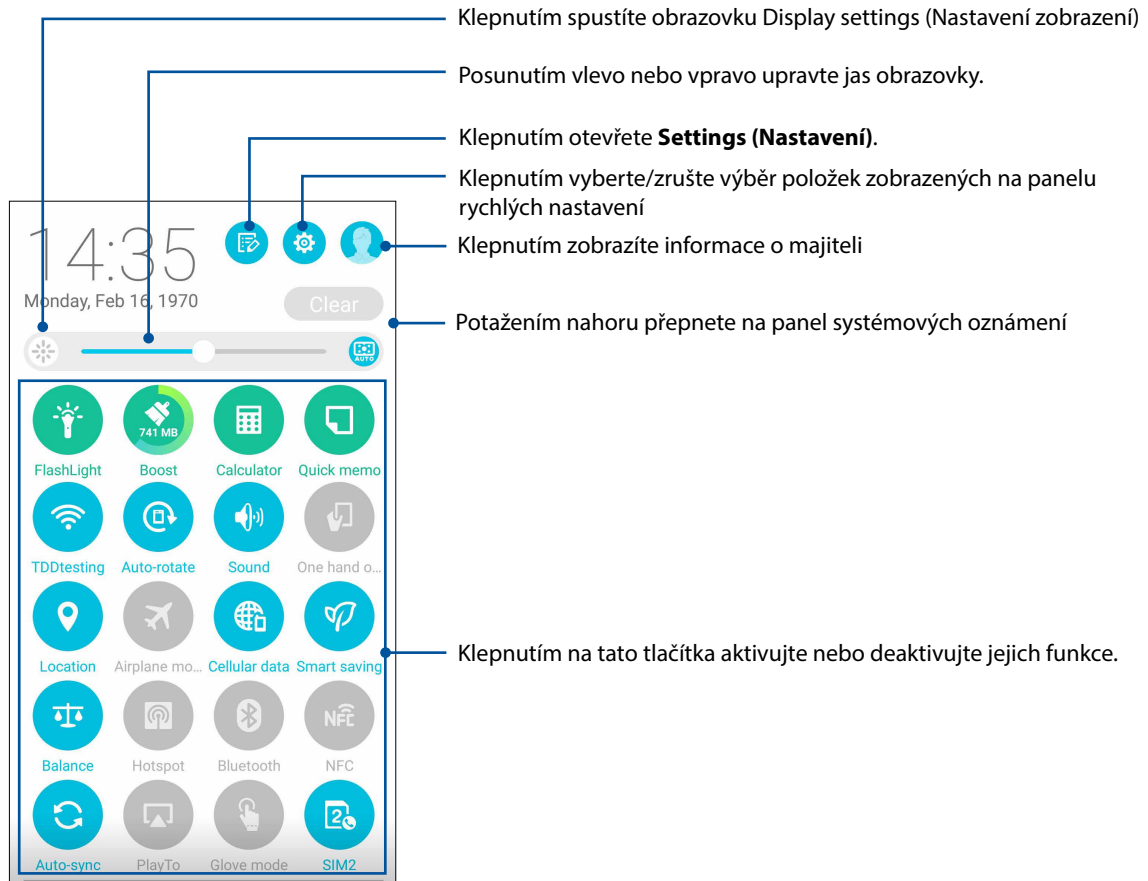 Klepnutím spustíte obrazovku Display settings (Nastavení zobrazení)
Posunutím vlevo nebo vpravo upravte jas obrazovky.
Klepnutím otevřete Settings (Nastavení).
Klepnutím vyberte/zrušte výběr položek zobrazených na panelu
rychlých nastavení
Klepnutím zobrazíte informace o majiteli
Potažením nahoru přepnete na panel systémových oznámení
Klepnutím na tato tlačítka aktivujte nebo deaktivujte jejich funkce.
14:35
Monday, Feb 16, 1970
Clear
AUTO
741 MB
FlashLight Boost Calculator Quick memo
TDDtesting Auto-rotate Sound One hand o...
Location Airplane mo... Cellular data Smart saving
NFC
Balance Hotspot Bluetooth NFC
2
Auto-sync PlayTo Glove mode SIM2